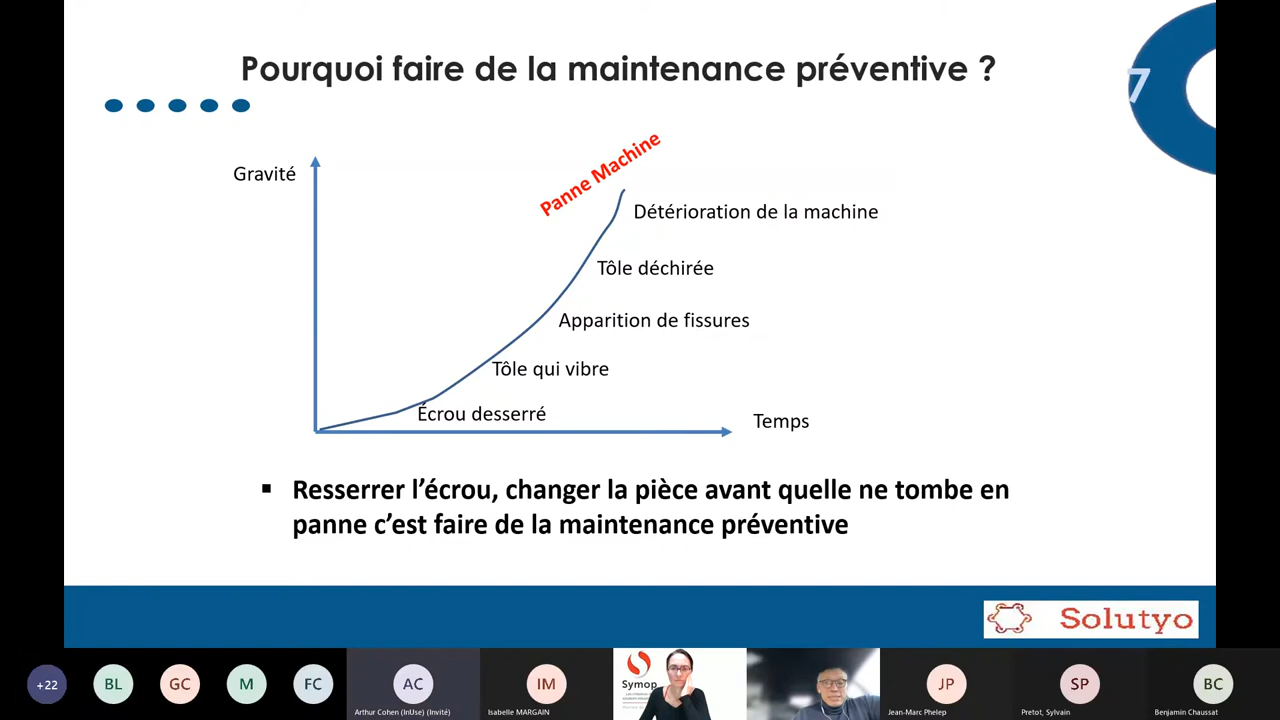 Pourquoi faire de la maintenance préventive ?
7
Gravité
Panne Machine
Détérioration de la machine
Tôle déchirée
Apparition de fissures
Tôle qui vibre
Écrou desserré
Temps
▪ Resserrer l'écrou, changer la pièce avant quelle ne tombe en
panne c'est faire de la maintenance préventive
Solutyo
+22
BL
GC
M
FC
AC
Arthur Cohen (InUse) (Invité)
IM
Isabelle MARGAIN
Symop
JP
Jean-Marc Phelep
SP
Pretot, Sylvain
BC
Benjamin Chaussat